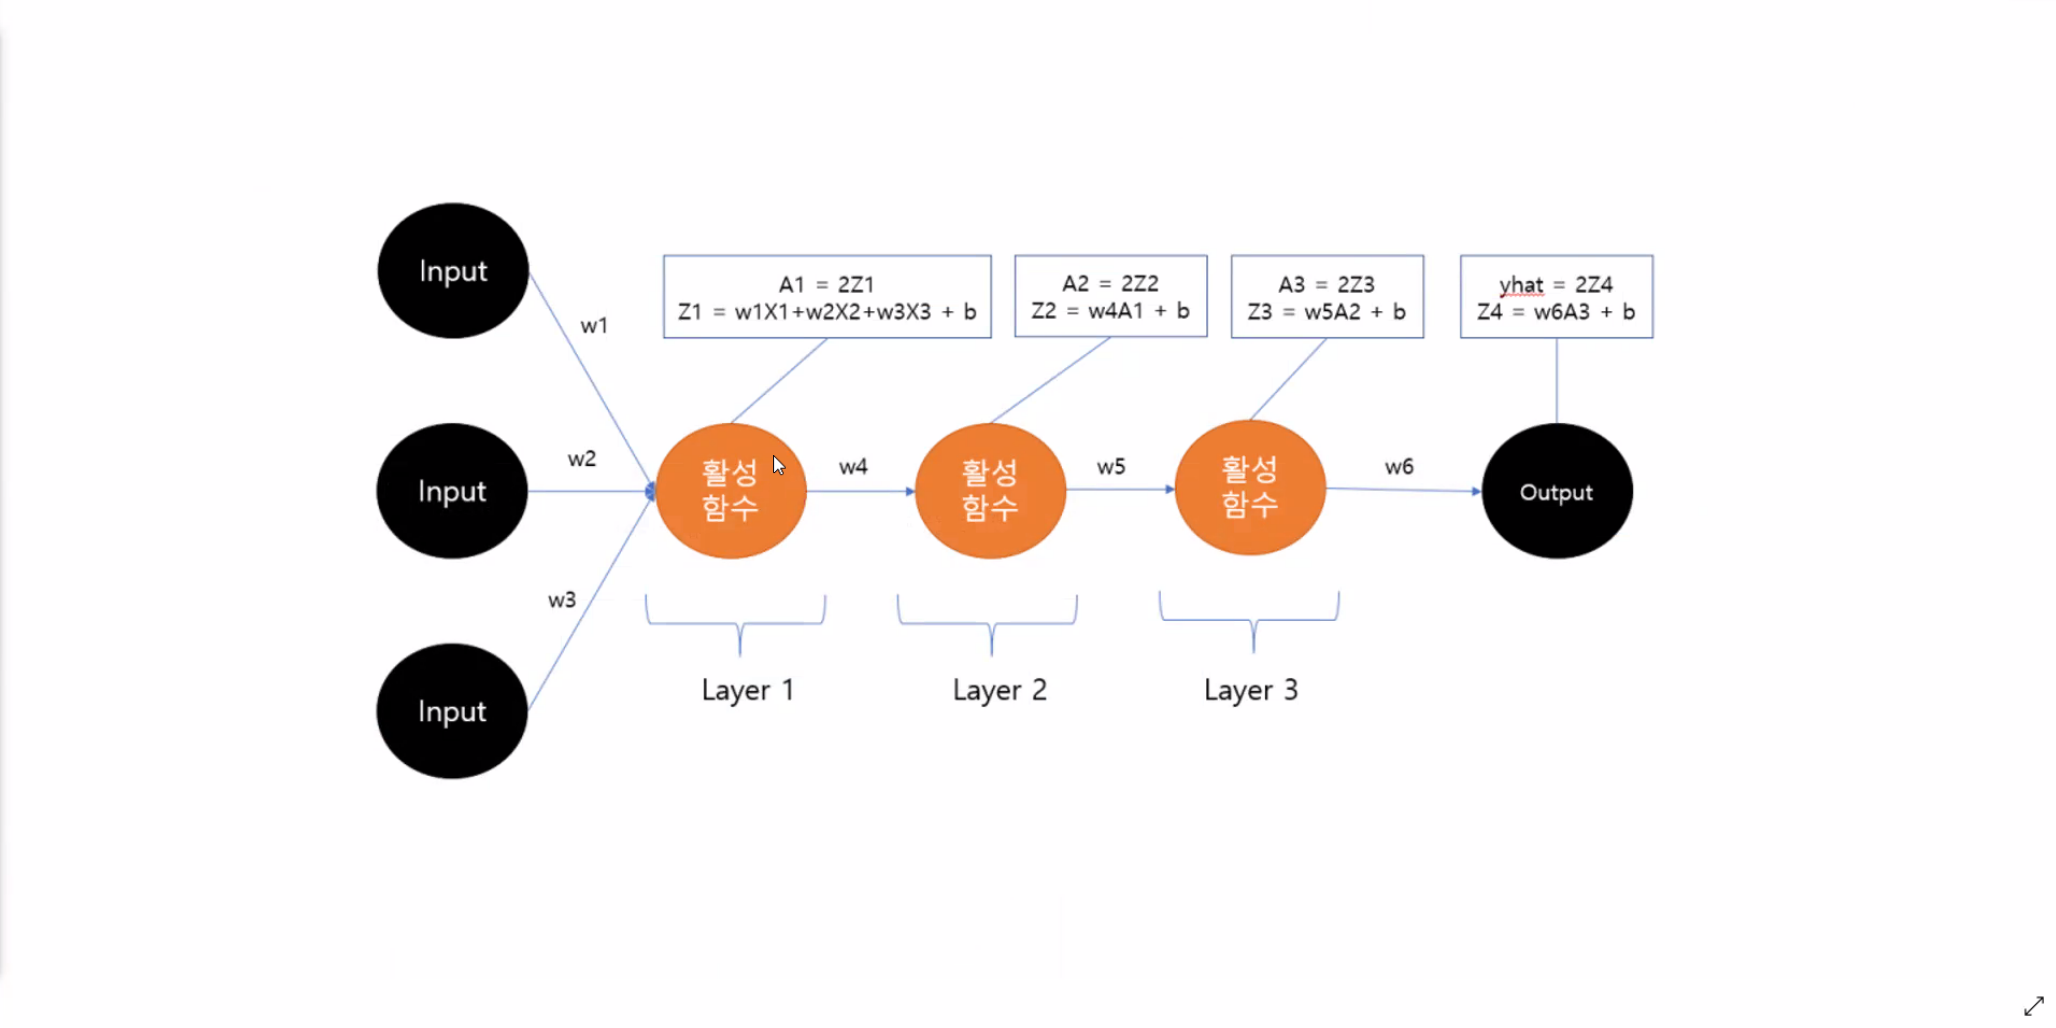 Input
w1
A1 = 2Z1
Z1 = w1X1+w2X2+w3X3 + b
A2 = 2Z2
Z2 = w4A1 + b
A3 = 2Z3
Z3 = w5A2 + b
yhat = 2Z4
Z4 = w6A3 + b
Input
w2
활성
함수
w4
활성
함수
w5
활성
함수
w6
Output
w3
Input
Layer 1
Layer 2
Layer 3